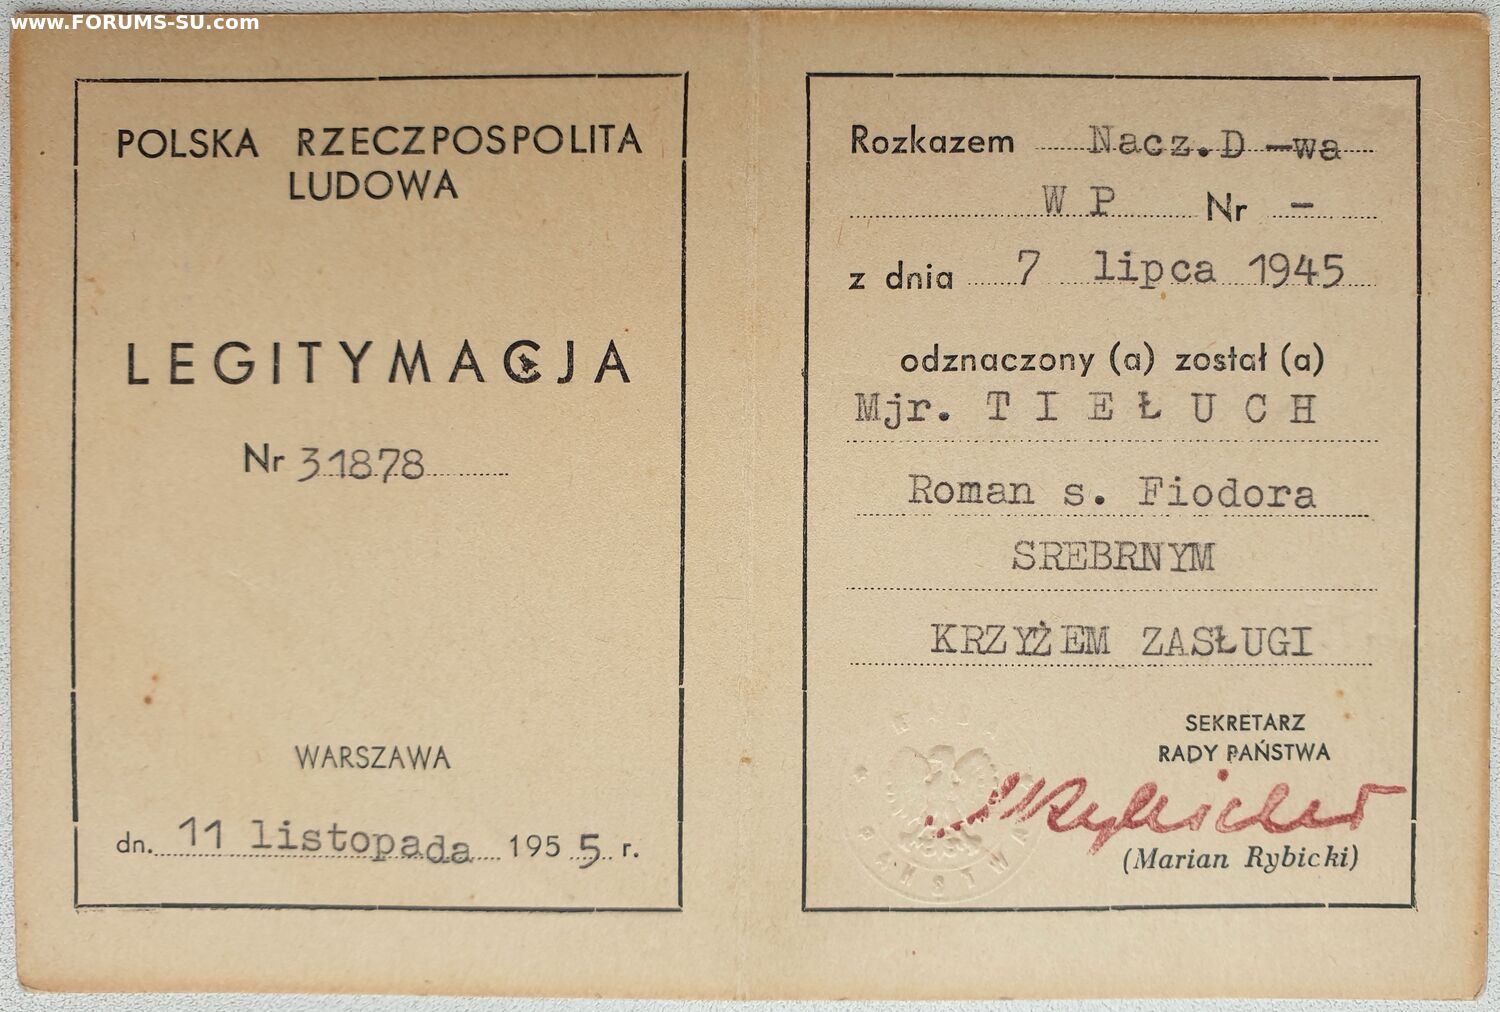 www.FORUMS-SU.com
POLSKA RZECZPOSPOLITA
LUDOWA
LEGITYMACJA
Nr 31878
WARSZAWA
dn. 11 listopada 1955 r.
Rozkazem Nacz.D-wa
WP Nr -
z dnia 7 lipca 1945
odznaczony (a) został (a)
Mjr. TIEŁUCH
Roman s. Fiodora
SREBRNYM
KRZYŻEM ZASŁUGI
SEKRETARZ
RADY PAŃSTWA
(Marian Rybicki)
RADA PAŃSTWA